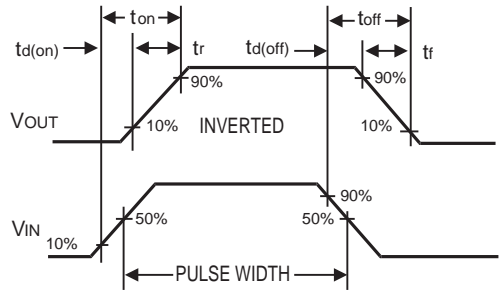 ton toff
td(on) tr td(off) tf
90% 90%
VOUT 10% INVERTED 10%
90%
50% 50%
VIN 10%
PULSE WIDTH